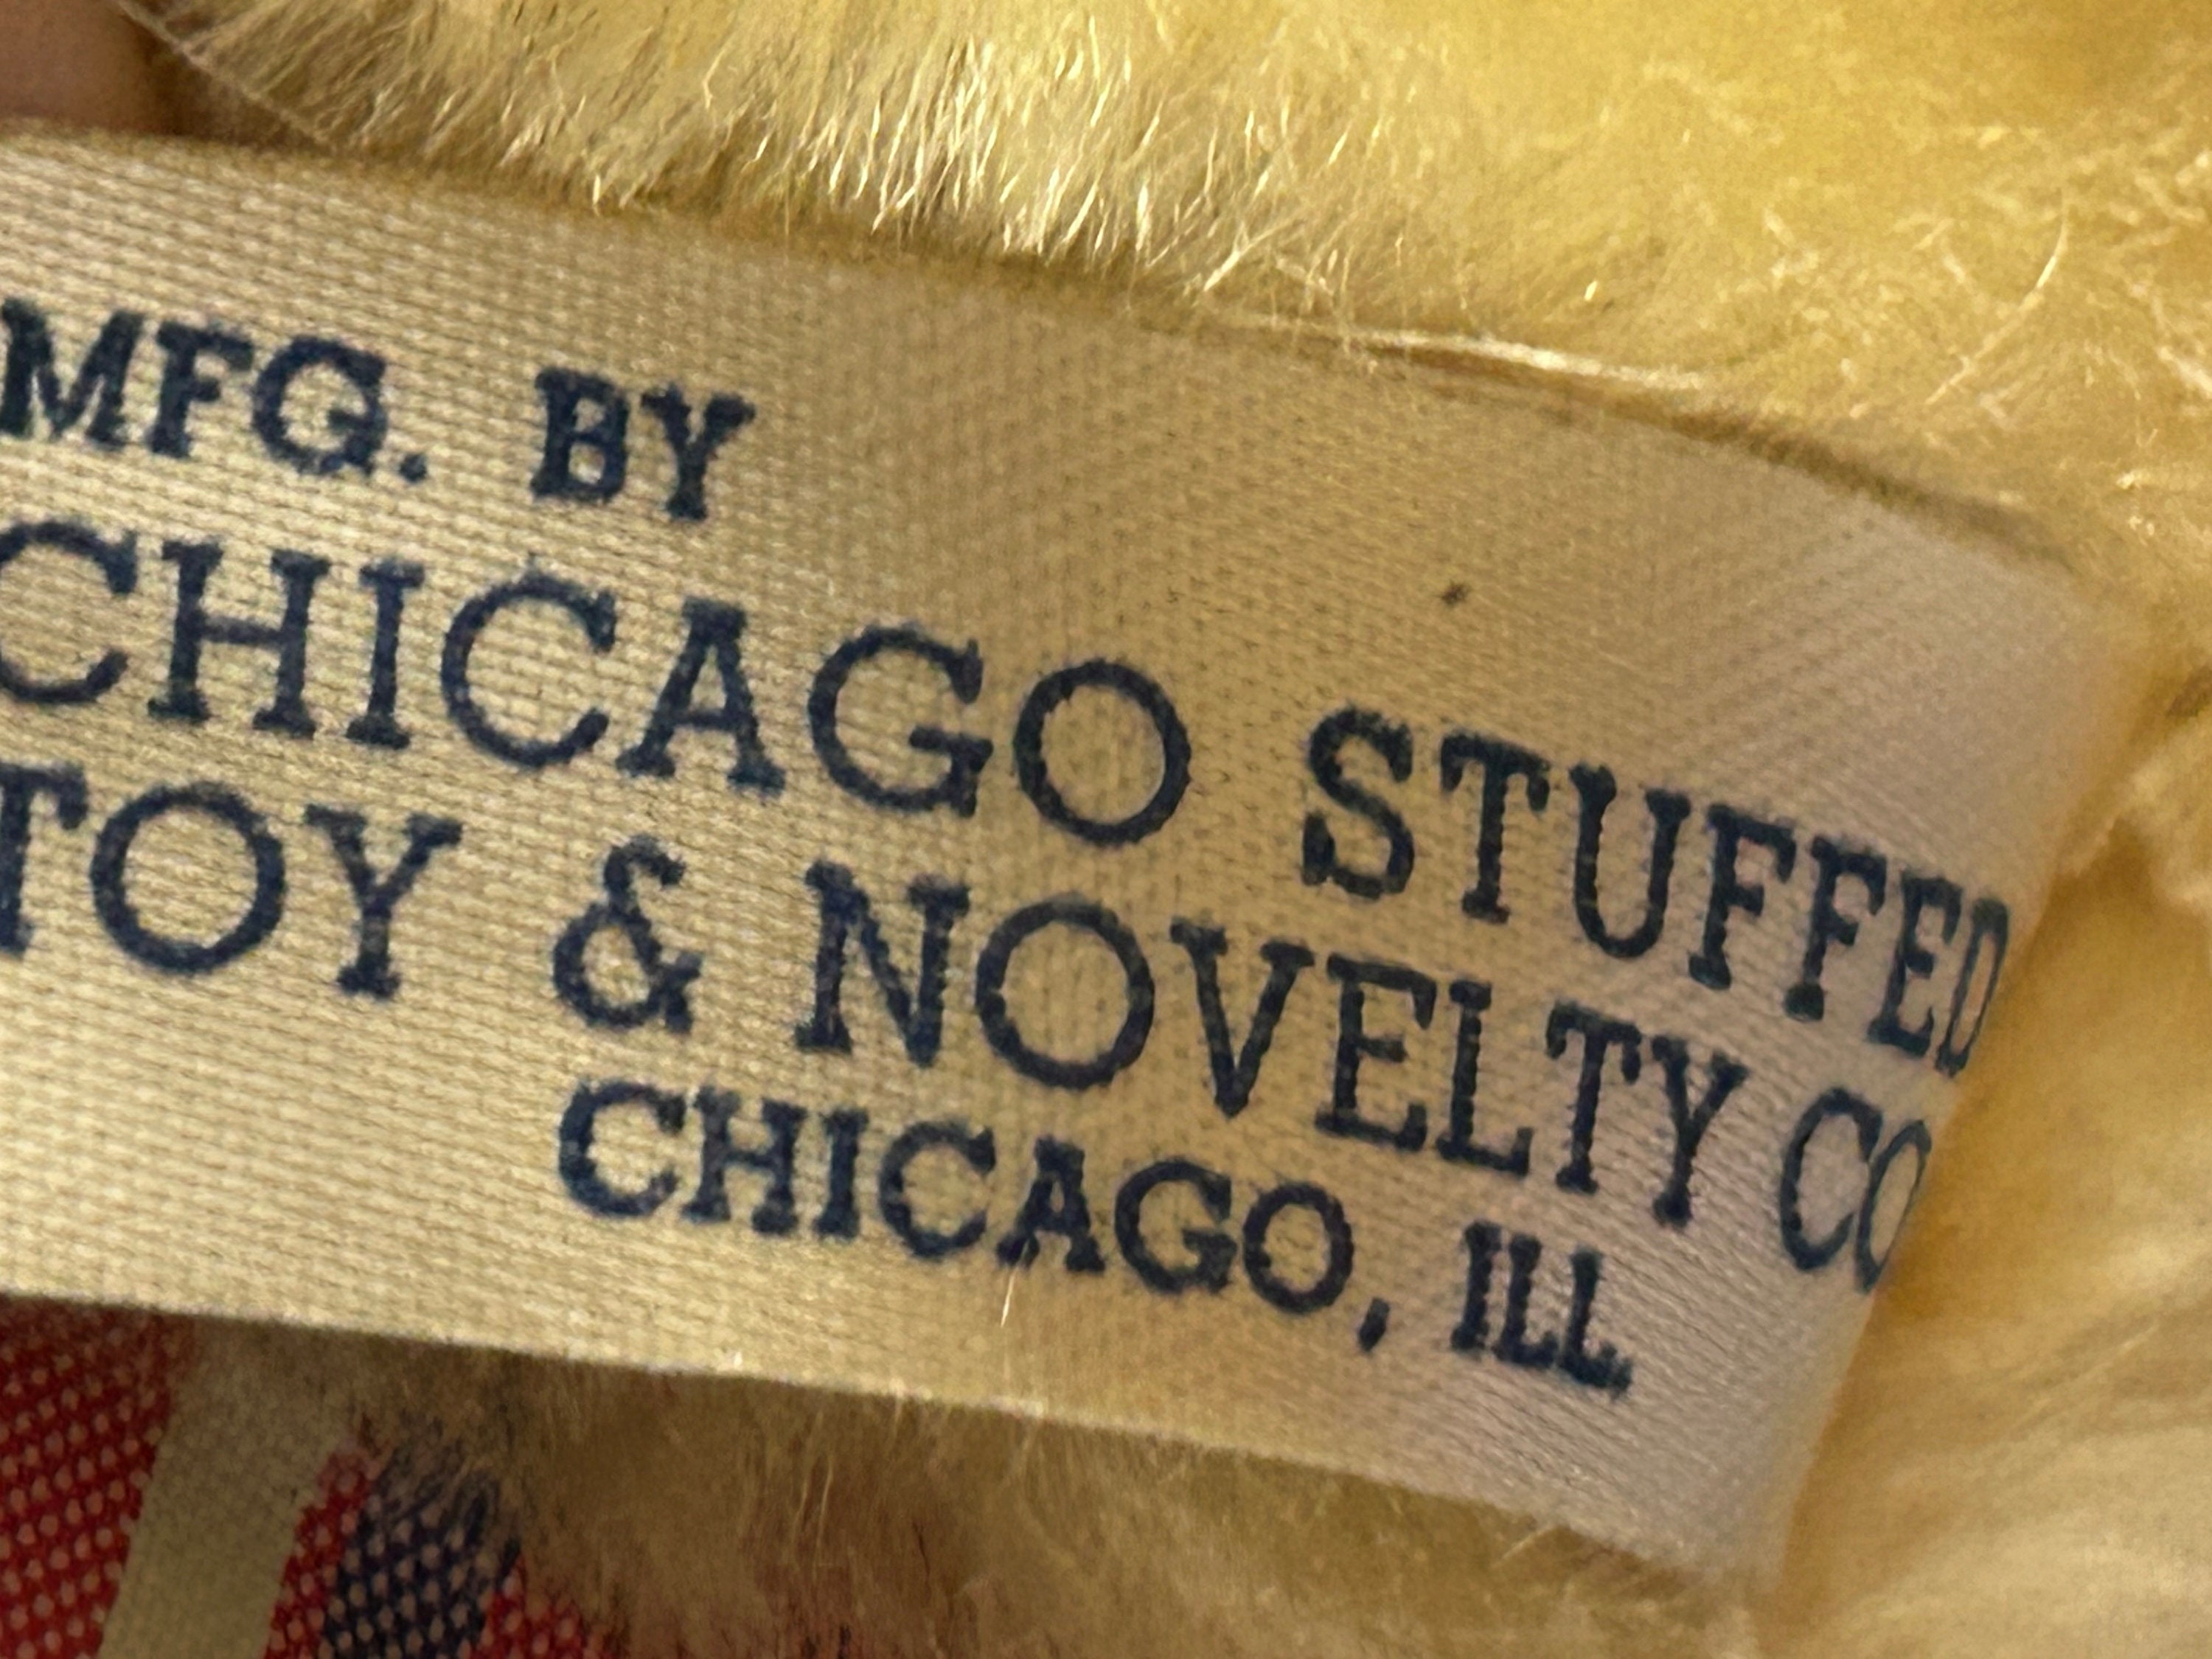 MFG. BY
CHICAGO STUFFED
TOY & NOVELTY CO
CHICAGO, ILL